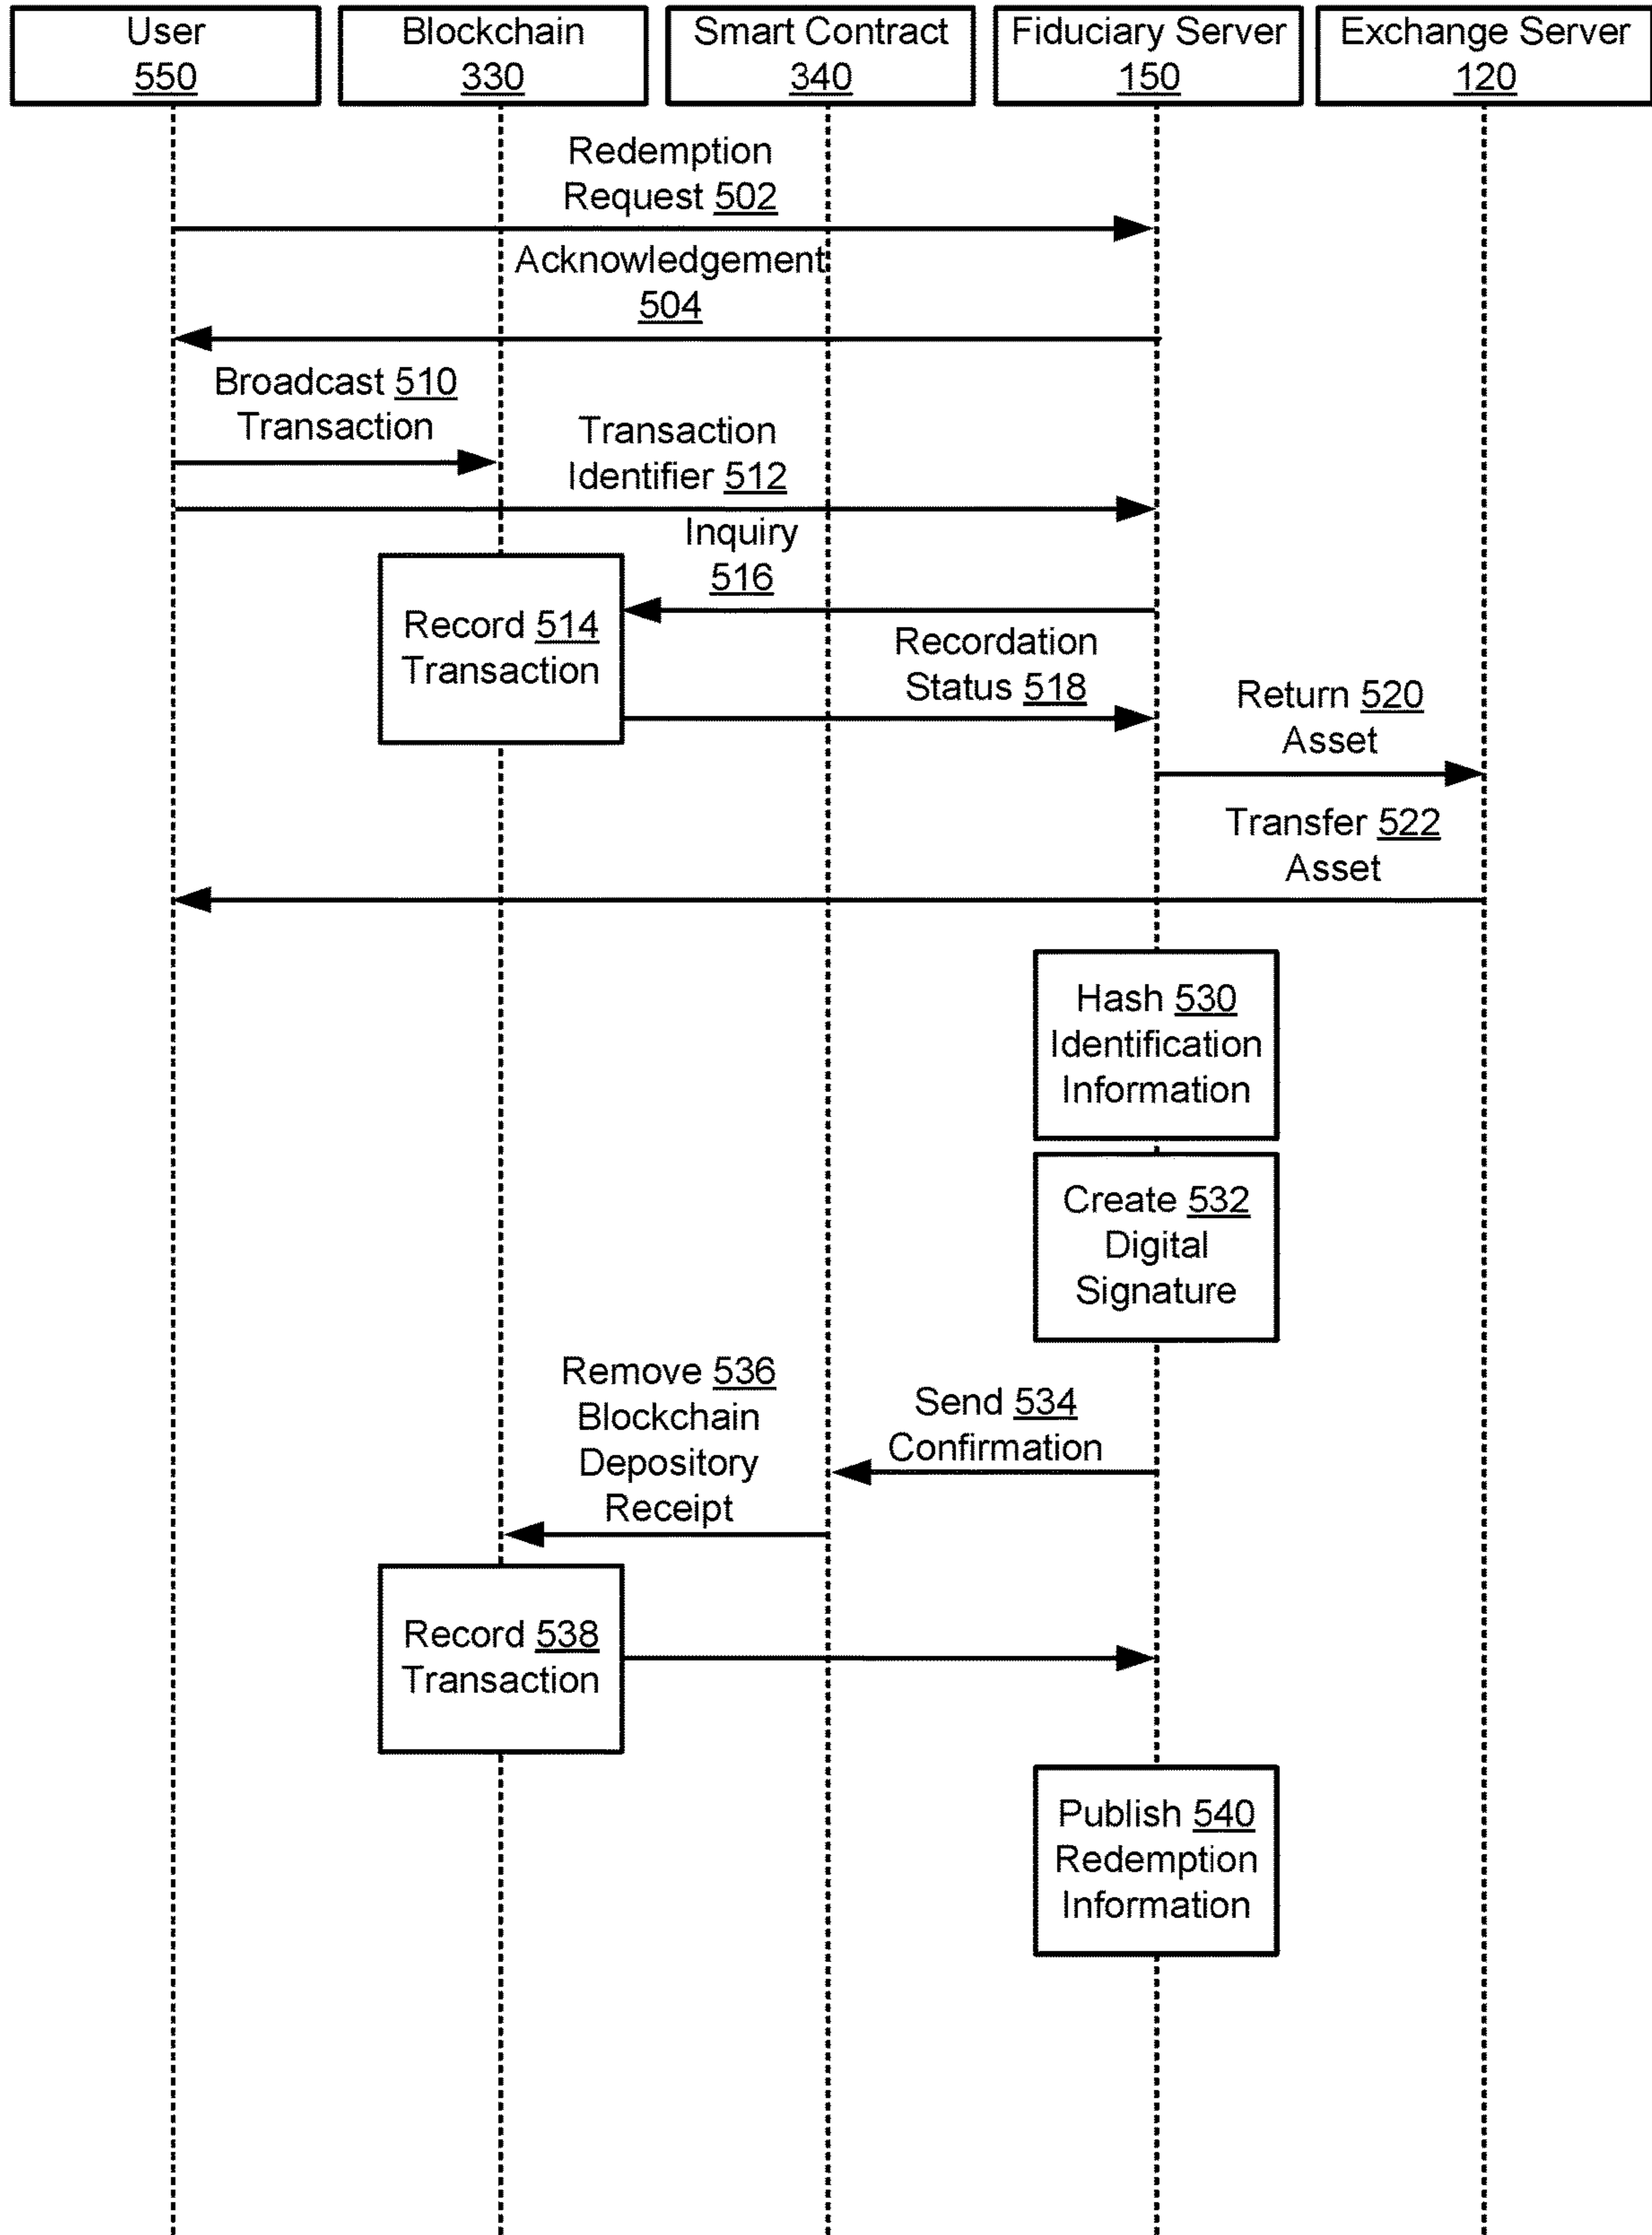 User
550
Blockchain
330
Smart Contract
340
Fiduciary Server
150
Exchange Server
120
Redemption
Request 502
Acknowledgement
504
Broadcast 510
Transaction
Transaction
Identifier 512
Inquiry
516
Record 514
Transaction
Recordation
Status 518
Return 520
Asset
Transfer 522
Asset
Hash 530
Identification
Information
Create 532
Digital
Signature
Remove 536
Blockchain
Depository
Receipt
Send 534
Confirmation
Record 538
Transaction
Publish 540
Redemption
Information